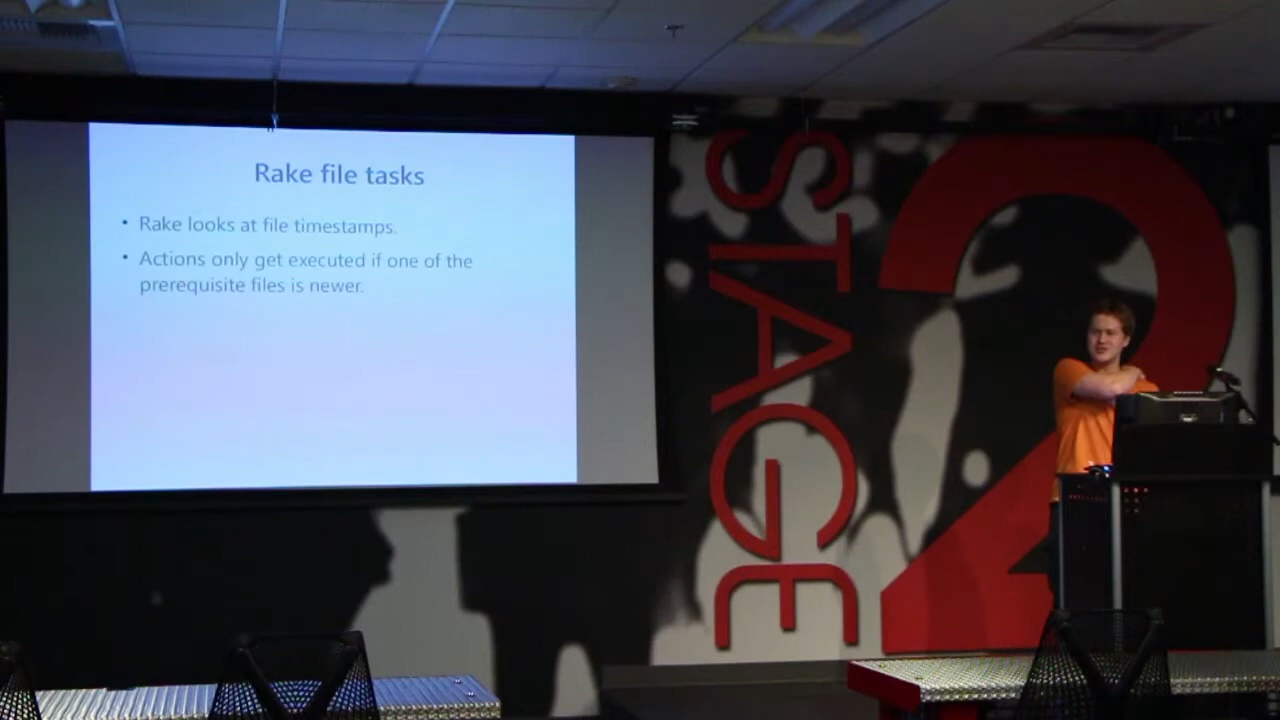 Rake file tasks
• Rake looks at file timestamps.
• Actions only get executed if one of the
prerequisite files is newer.
STAGE
2